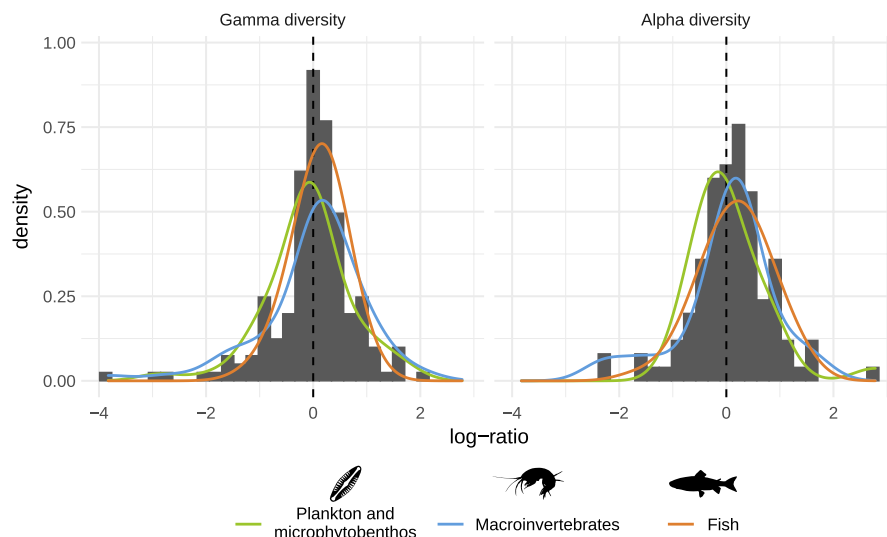 Gamma diversity
Alpha diversity
1.00
0.75
0.50
0.25
0.00
density
−4
−2
0
2
−4
−2
0
2
log−ratio
Plankton and
microphytobenthos
Macroinvertebrates
Fish